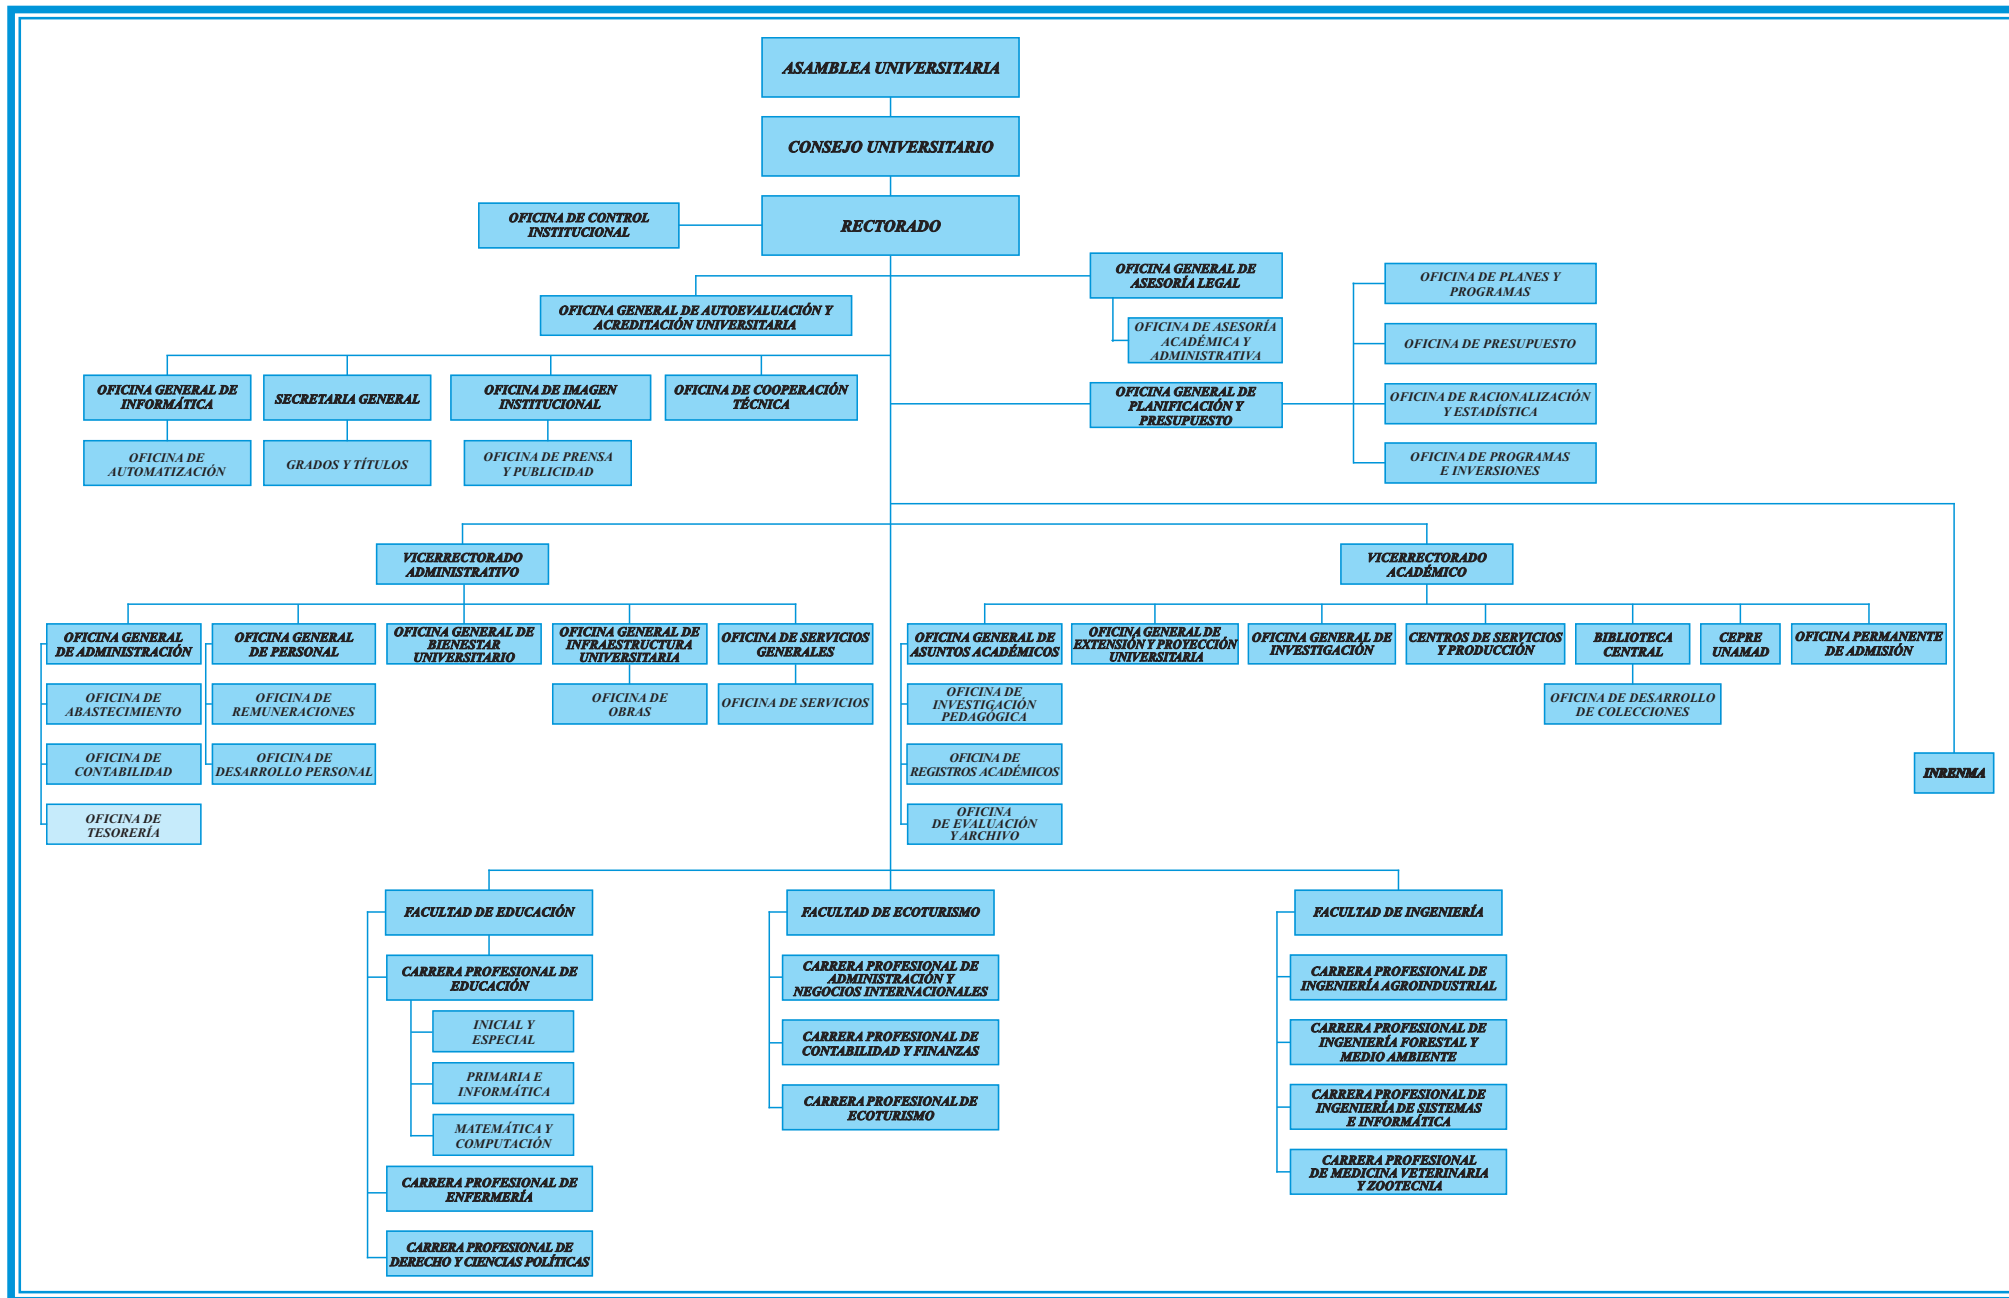 ASAMBLEA UNIVERSITARIA
CONSEJO UNIVERSITARIO
RECTORADO
OFICINA DE CONTROL
INSTITUCIONAL
OFICINA GENERAL DE
ASESORÍA LEGAL
OFICINA GENERAL DE AUTOEVALUACIÓN Y
ACREDITACIÓN UNIVERSITARIA
OFICINA DE ASESORÍA
ACADÉMICA Y
ADMINISTRATIVA
OFICINA DE PLANES Y
PROGRAMAS
OFICINA DE PRESUPUESTO
OFICINA DE RACIONALIZACIÓN
Y ESTADÍSTICA
OFICINA DE PROGRAMAS
E INVERSIONES
OFICINA GENERAL DE
PLANIFICACIÓN Y
PRESUPUESTO
OFICINA GENERAL DE
INFORMÁTICA
SECRETARIA GENERAL
OFICINA DE IMAGEN
INSTITUCIONAL
OFICINA DE COOPERACIÓN
TÉCNICA
OFICINA DE
AUTOMATIZACIÓN
GRADOS Y TÍTULOS
OFICINA DE PRENSA
Y PUBLICIDAD
VICERRECTORADO
ADMINISTRATIVO
VICERRECTORADO
ACADÉMICO
OFICINA GENERAL
DE ADMINISTRACIÓN
OFICINA GENERAL
DE PERSONAL
OFICINA GENERAL DE
BIENESTAR
UNIVERSITARIO
OFICINA GENERAL DE
INFRAESTRUCTURA
UNIVERSITARIA
OFICINA DE SERVICIOS
GENERALES
OFICINA GENERAL DE
ASUNTOS ACADÉMICOS
OFICINA GENERAL DE
EXTENSIÓN Y PROYECCIÓN
UNIVERSITARIA
OFICINA GENERAL DE
INVESTIGACIÓN
CENTROS DE SERVICIOS
Y PRODUCCIÓN
BIBLIOTECA
CENTRAL
CEPRE
UNAMAD
OFICINA PERMANENTE
DE ADMISIÓN
OFICINA DE
ABASTECIMIENTO
OFICINA DE
REMUNERACIONES
OFICINA DE
OBRAS
OFICINA DE SERVICIOS
OFICINA DE
INVESTIGACIÓN
PEDAGÓGICA
OFICINA DE DESARROLLO
DE COLECCIONES
OFICINA DE
CONTABILIDAD
OFICINA DE
DESARROLLO PERSONAL
OFICINA DE
REGISTROS ACADÉMICOS
INRENMA
OFICINA DE
TESORERÍA
OFICINA
DE EVALUACIÓN
Y ARCHIVO
FACULTAD DE EDUCACIÓN
FACULTAD DE ECOTURISMO
FACULTAD DE INGENIERÍA
CARRERA PROFESIONAL DE
EDUCACIÓN
INICIAL Y
ESPECIAL
PRIMARIA E
INFORMÁTICA
MATEMÁTICA Y
COMPUTACIÓN
CARRERA PROFESIONAL DE
ENFERMERÍA
CARRERA PROFESIONAL DE
DERECHO Y CIENCIAS POLÍTICAS
CARRERA PROFESIONAL DE
ADMINISTRACIÓN Y
NEGOCIOS INTERNACIONALES
CARRERA PROFESIONAL DE
CONTABILIDAD Y FINANZAS
CARRERA PROFESIONAL DE
ECOTURISMO
CARRERA PROFESIONAL DE
INGENIERÍA AGROINDUSTRIAL
CARRERA PROFESIONAL DE
INGENIERÍA FORESTAL Y
MEDIO AMBIENTE
CARRERA PROFESIONAL DE
INGENIERÍA DE SISTEMAS
E INFORMÁTICA
CARRERA PROFESIONAL
DE MEDICINA VETERINARIA
Y ZOOTECNIA